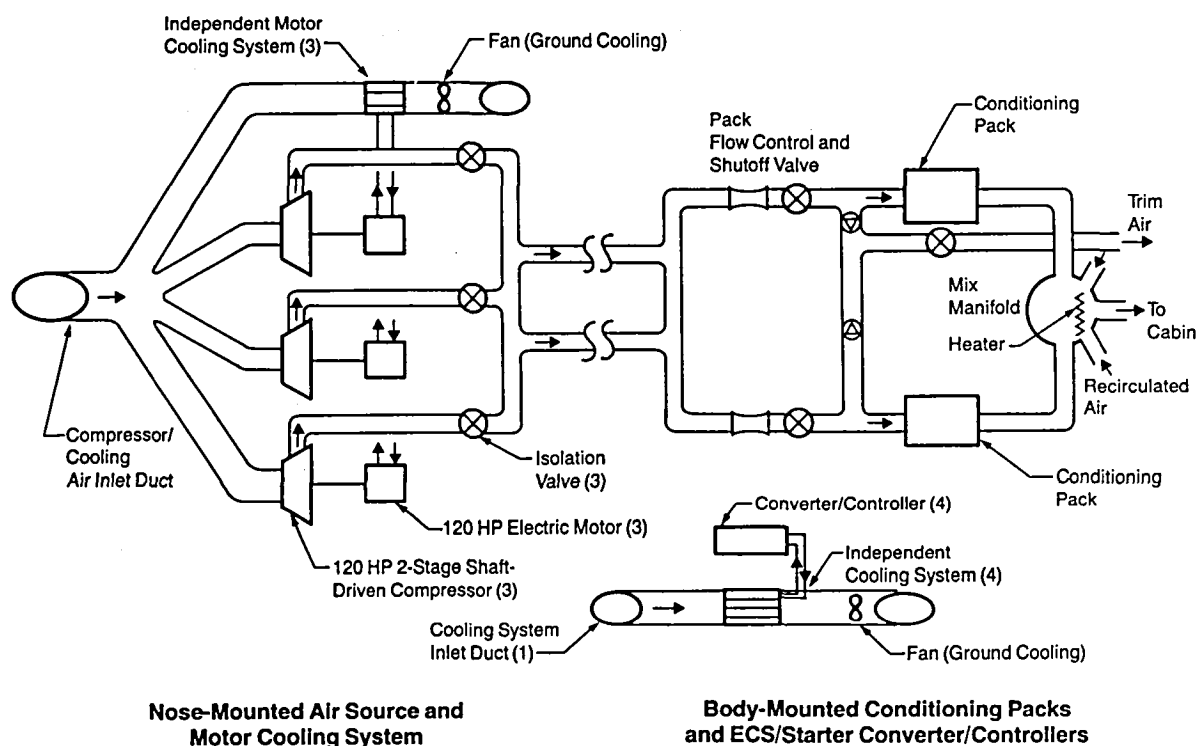 Independent Motor
Cooling System (3)
Fan (Ground Cooling)
Pack
Flow Control and
Shutoff Valve
Conditioning
Pack
Trim
Air
Mix
Manifold
Heater
To
Cabin
Recirculated
Air
Compressor/
Cooling
Air Inlet Duct
Isolation
Valve (3)
Conditioning
Pack
120 HP Electric Motor (3)
120 HP 2-Stage Shaft-
Driven Compressor (3)
Converter/Controller (4)
Independent
Cooling System (4)
Cooling System
Inlet Duct (1)
Fan (Ground Cooling)
Nose-Mounted Air Source and
Motor Cooling System
Body-Mounted Conditioning Packs
and ECS/Starter Converter/Controllers